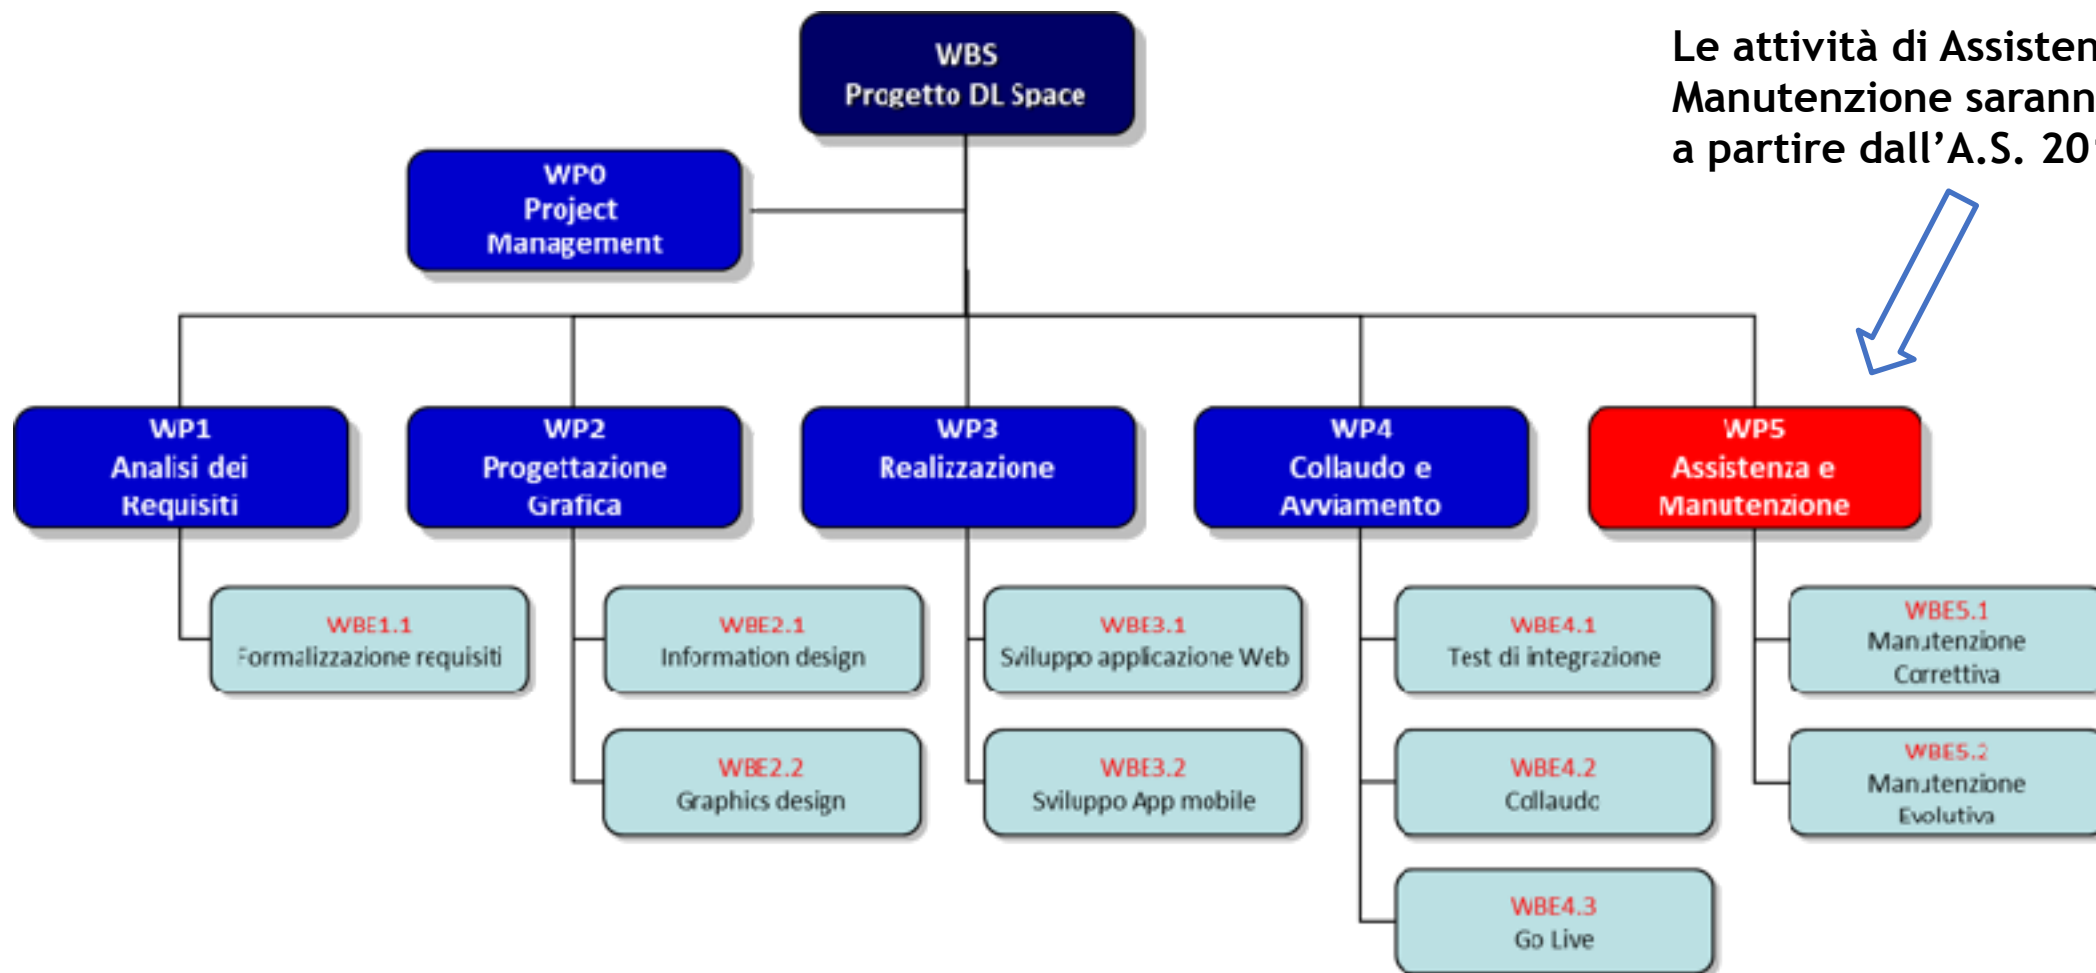 WBS
Progetto DL Space
Le attività di
Manutenzione
a partire dall’A.S.
WP0
Project
Management
WP1
Analisi dei
Requisiti
WP2
Progettazione
Grafica
WP3
Realizzazione
WP4
Collaudo e
Avviamento
WP5
Assistenza e
Manutenzione
WBE1.1
Formalizzazione requisiti
WBE2.1
Information design
WBE2.2
Graphics design
WBE3.1
Sviluppo applicazione Web
WBE3.2
Sviluppo App mobile
WBE4.1
Test di integrazione
WBE4.2
Collaudo
WBE4.3
Go Live
WBE5.1
Manutenzione
Correttiva
WBE5.2
Manutenzione
Evolutiva